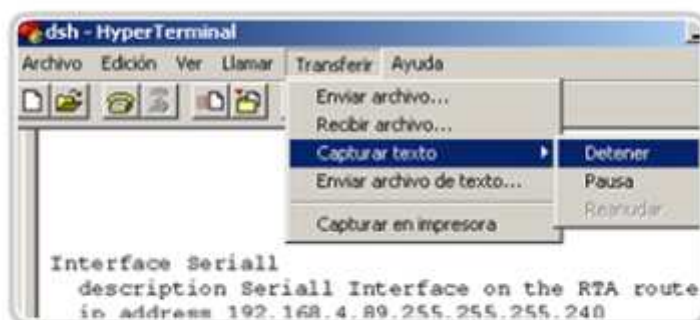 dsh - HyperTerminal
Archivo Edición Ver Llamar Transferir Ayuda
Enviar archivo...
Recibir archivo...
Capturar texto
Detener
Enviar archivo de texto...
Pausa
Reanudar
Capturar en impresora
Interface Serial1
description Serial1 Interface on the RTA route
ip address 192.168.4.89.255.255.255.240